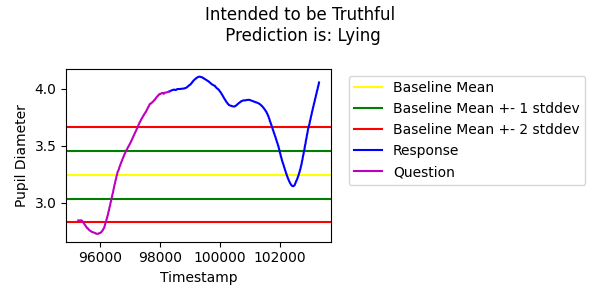 Intended to be Truthful
Prediction is: Lying
4.0
3.5
3.0
Pupil Diameter
96000 98000 100000 102000
Timestamp
Baseline Mean
Baseline Mean +- 1 stddev
Baseline Mean +- 2 stddev
Response
Question